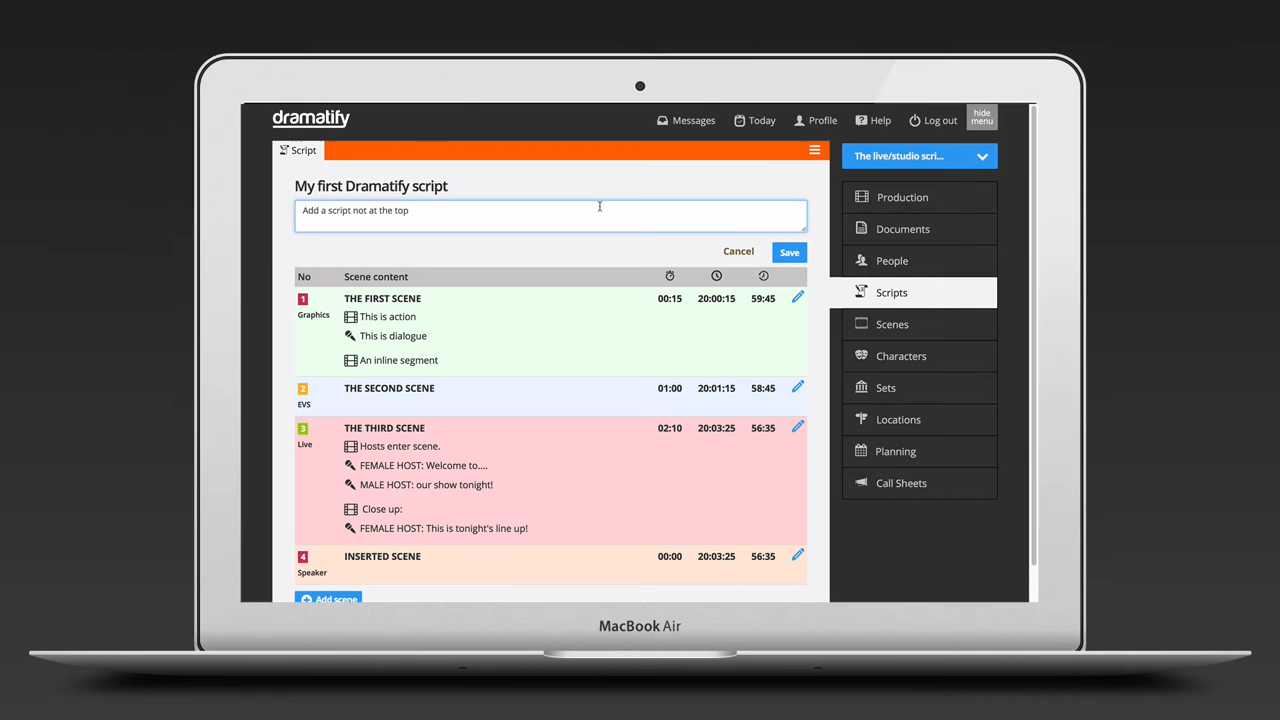 dramatify
Messages Today Profile Help Log out hide menu
Script
The live/studio scri...
My first Dramatify script
Add a script not at the top
Cancel Save
No Scene content
1 THE FIRST SCENE 00:15 20:00:15 59:45
Graphics This is action
This is dialogue
An inline segment
2 THE SECOND SCENE 01:00 20:01:15 58:45
EVS
3 THE THIRD SCENE 02:10 20:03:25 56:35
Live Hosts enter scene.
FEMALE HOST: Welcome to....
MALE HOST: our show tonight!
Close up:
FEMALE HOST: This is tonight's line up!
4 INSERTED SCENE 00:00 20:03:25 56:35
Speaker
Add scene
Production
Documents
People
Scripts
Scenes
Characters
Sets
Locations
Planning
Call Sheets
MacBook Air